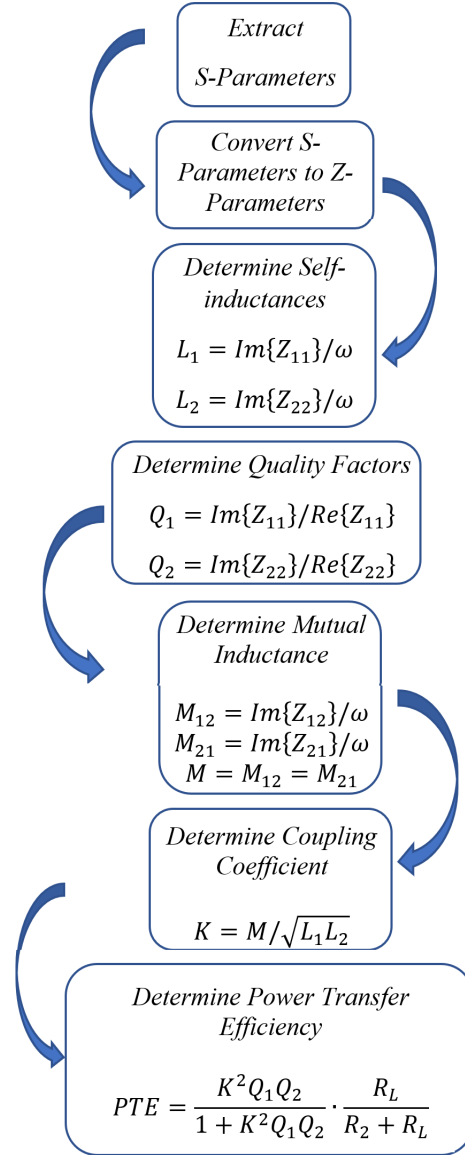 Extract
S-Parameters
Convert S-
Parameters to Z-
Parameters
Determine Self-
inductances
L₁ = Im{Z₁₁}/ω
L₂ = Im{Z₂₂}/ω
Determine Quality Factors
Q₁ = Im{Z₁₁}/Re{Z₁₁}
Q₂ = Im{Z₂₂}/Re{Z₂₂}
Determine Mutual
Inductance
M₁₂ = Im{Z₁₂}/ω
M₂₁ = Im{Z₂₁}/ω
M = M₁₂ = M₂₁
Determine Coupling
Coefficient
K = M/√(L₁L₂)
Determine Power Transfer
Efficiency
PTE = K²Q₁Q₂/(1 + K²Q₁Q₂) · R_L/(R₂ + R_L)